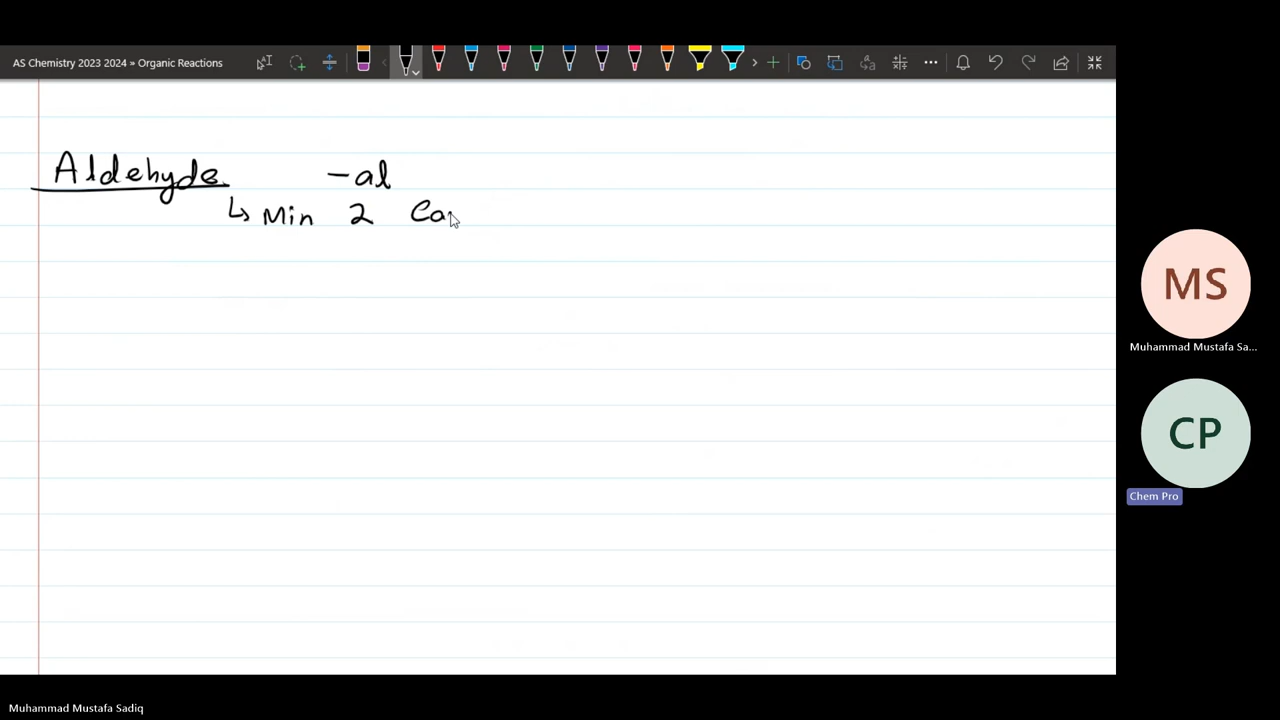 AS Chemistry 2023 2024 » Organic Reactions
Aldehyde -al
↳ Min 2 Ca
MS
Muhammad Mustafa Sa...
CP
Chem Pro
Muhammad Mustafa Sadiq